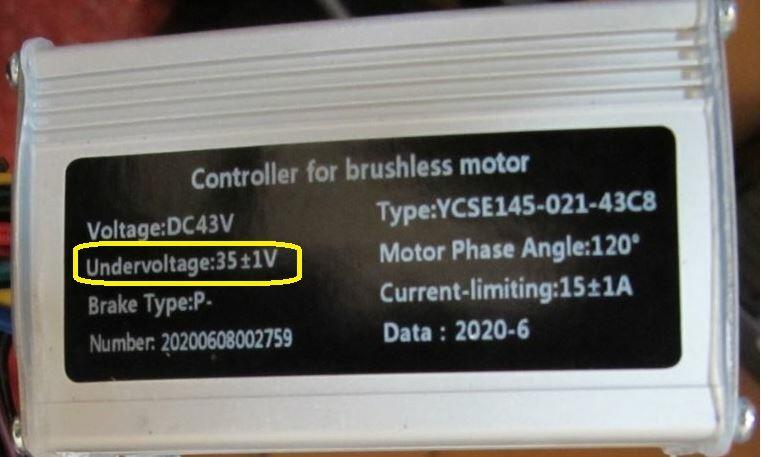 Controller for brushless motor
Voltage:DC43V
Undervoltage:35±1V
Brake Type:P-
Number: 20200608002759
Type:YCSE145-021-43C8
Motor Phase Angle:120°
Current-limiting:15±1A
Data : 2020-6